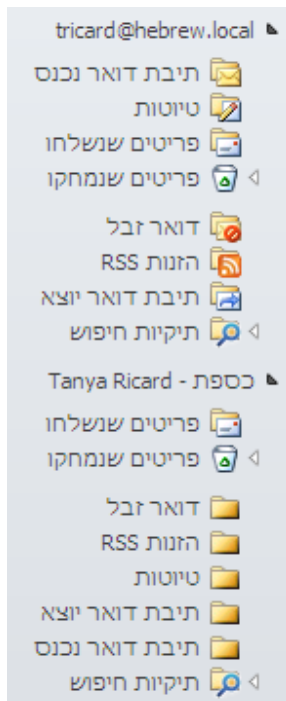 tricard@hebrew.local
תיבת דואר נכנס
טיוטות
פריטים שנשלחו
פריטים שנמחקו
דואר זבל
הזנות RSS
תיבת דואר יוצא
תיקיות חיפוש
כספת - Tanya Ricard
פריטים שנשלחו
פריטים שנמחקו
דואר זבל
הזנות RSS
טיוטות
תיבת דואר יוצא
תיבת דואר נכנס
תיקיות חיפוש